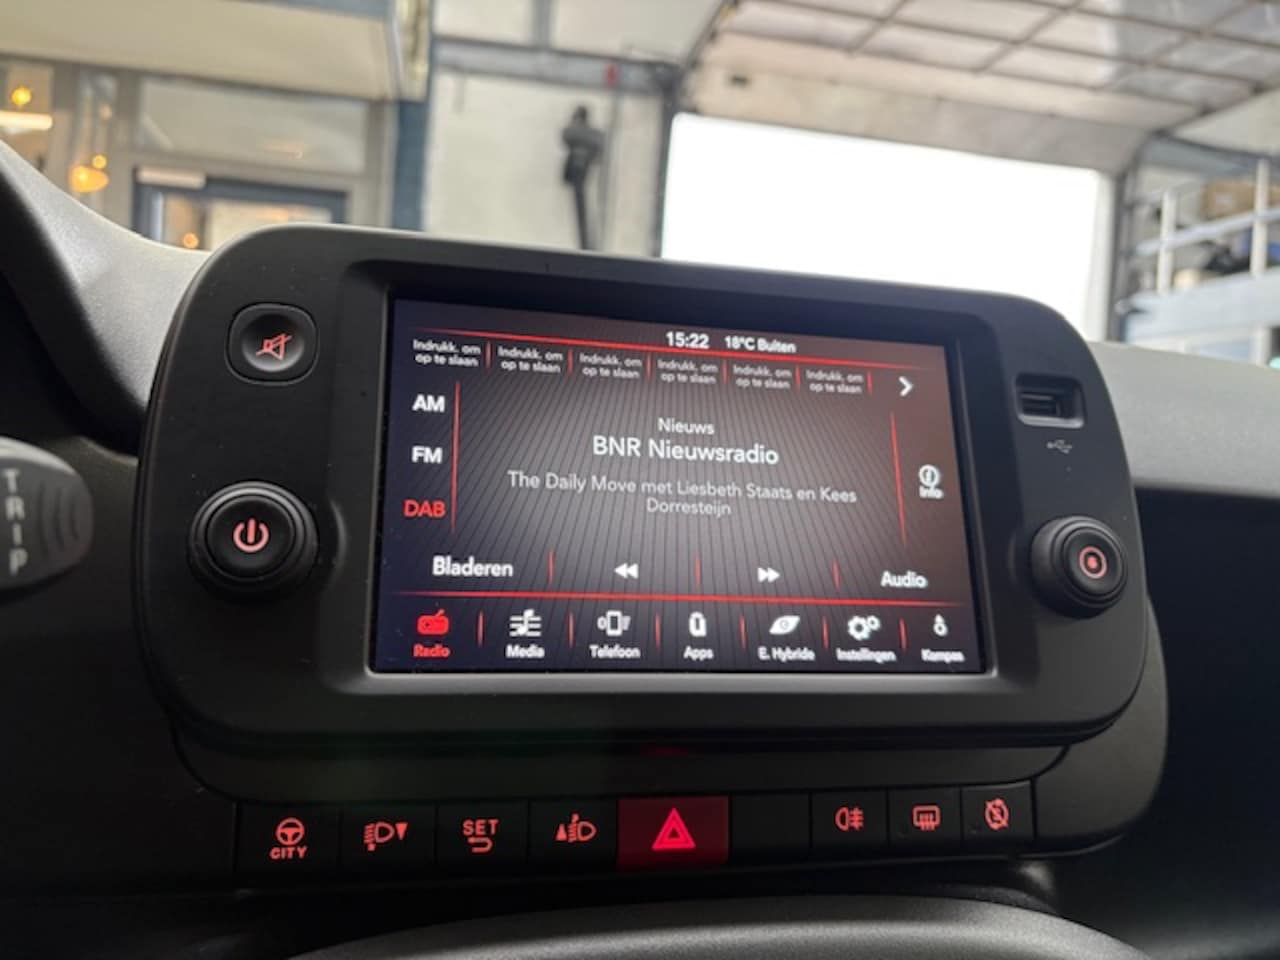 15:22 18°C Buiten
Indrukk. om op te slaan
Indrukk. om op te slaan
Indrukk. om op te slaan
Indrukk. om op te slaan
Indrukk. om op te slaan
Indrukk. om op te slaan
AM
FM
DAB
Nieuws
BNR Nieuwsradio
The Daily Move met Liesbeth Staats en Kees
Dorresteijn
Info
Bladeren
Audio
Radio
Media
Telefoon
Apps
E. Hybride
Instellingen
Kompas
TRIP
CITY
SET